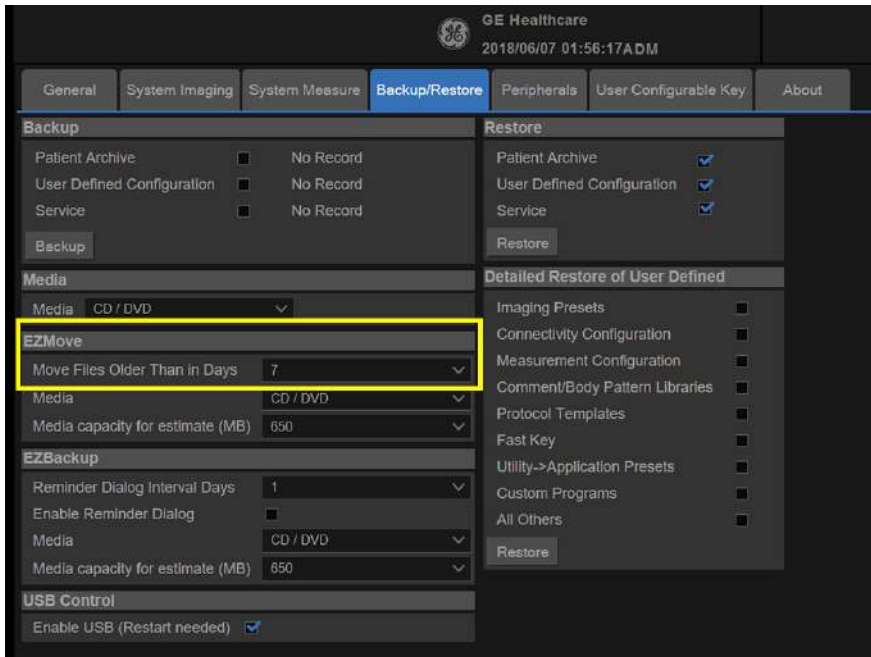 GE Healthcare
2018/06/07 01:56:17ADM
General System Imaging System Measure Backup/Restore Peripherals User Configurable Key About
Backup
Patient Archive No Record
User Defined Configuration No Record
Service No Record
Backup
Media
Media CD / DVD
EZMove
Move Files Older Than in Days 7
Media CD / DVD
Media capacity for estimate (MB) 650
EZBackup
Reminder Dialog Interval Days 1
Enable Reminder Dialog
Media CD / DVD
Media capacity for estimate (MB) 650
USB Control
Enable USB (Restart needed)
Restore
Patient Archive
User Defined Configuration
Service
Restore
Detailed Restore of User Defined
Imaging Presets
Connectivity Configuration
Measurement Configuration
Comment/Body Pattern Libraries
Protocol Templates
Fast Key
Utility->Application Presets
Custom Programs
All Others
Restore